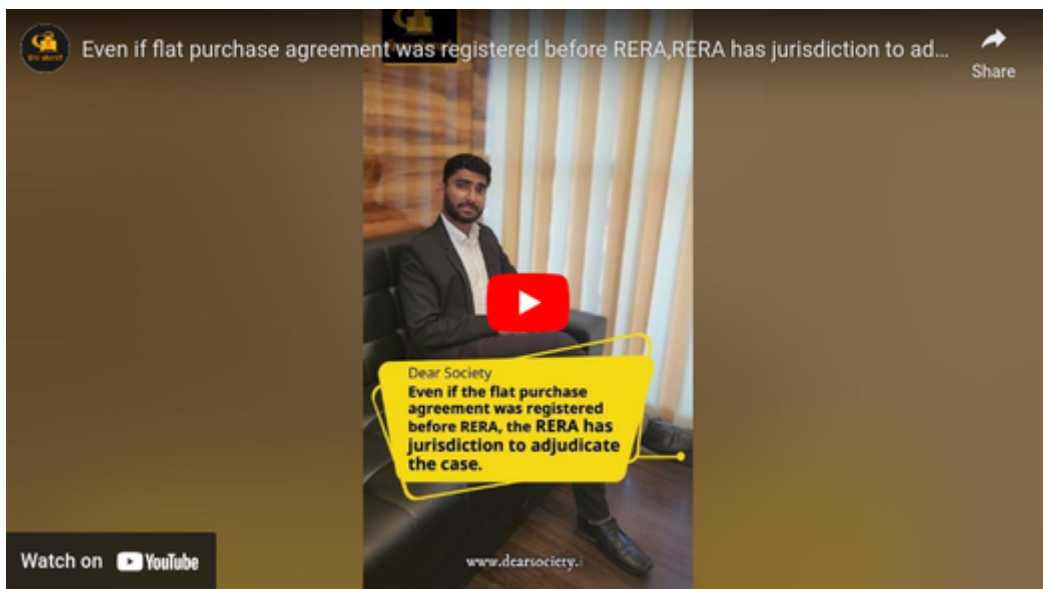 Even if flat purchase agreement was registered before RERA,RERA has jurisdiction to ad...
Share
Dear Society
Even if the flat purchase
agreement was registered
before RERA, the RERA has
jurisdiction to adjudicate
the case.
www.dearsociety.
Watch on YouTube